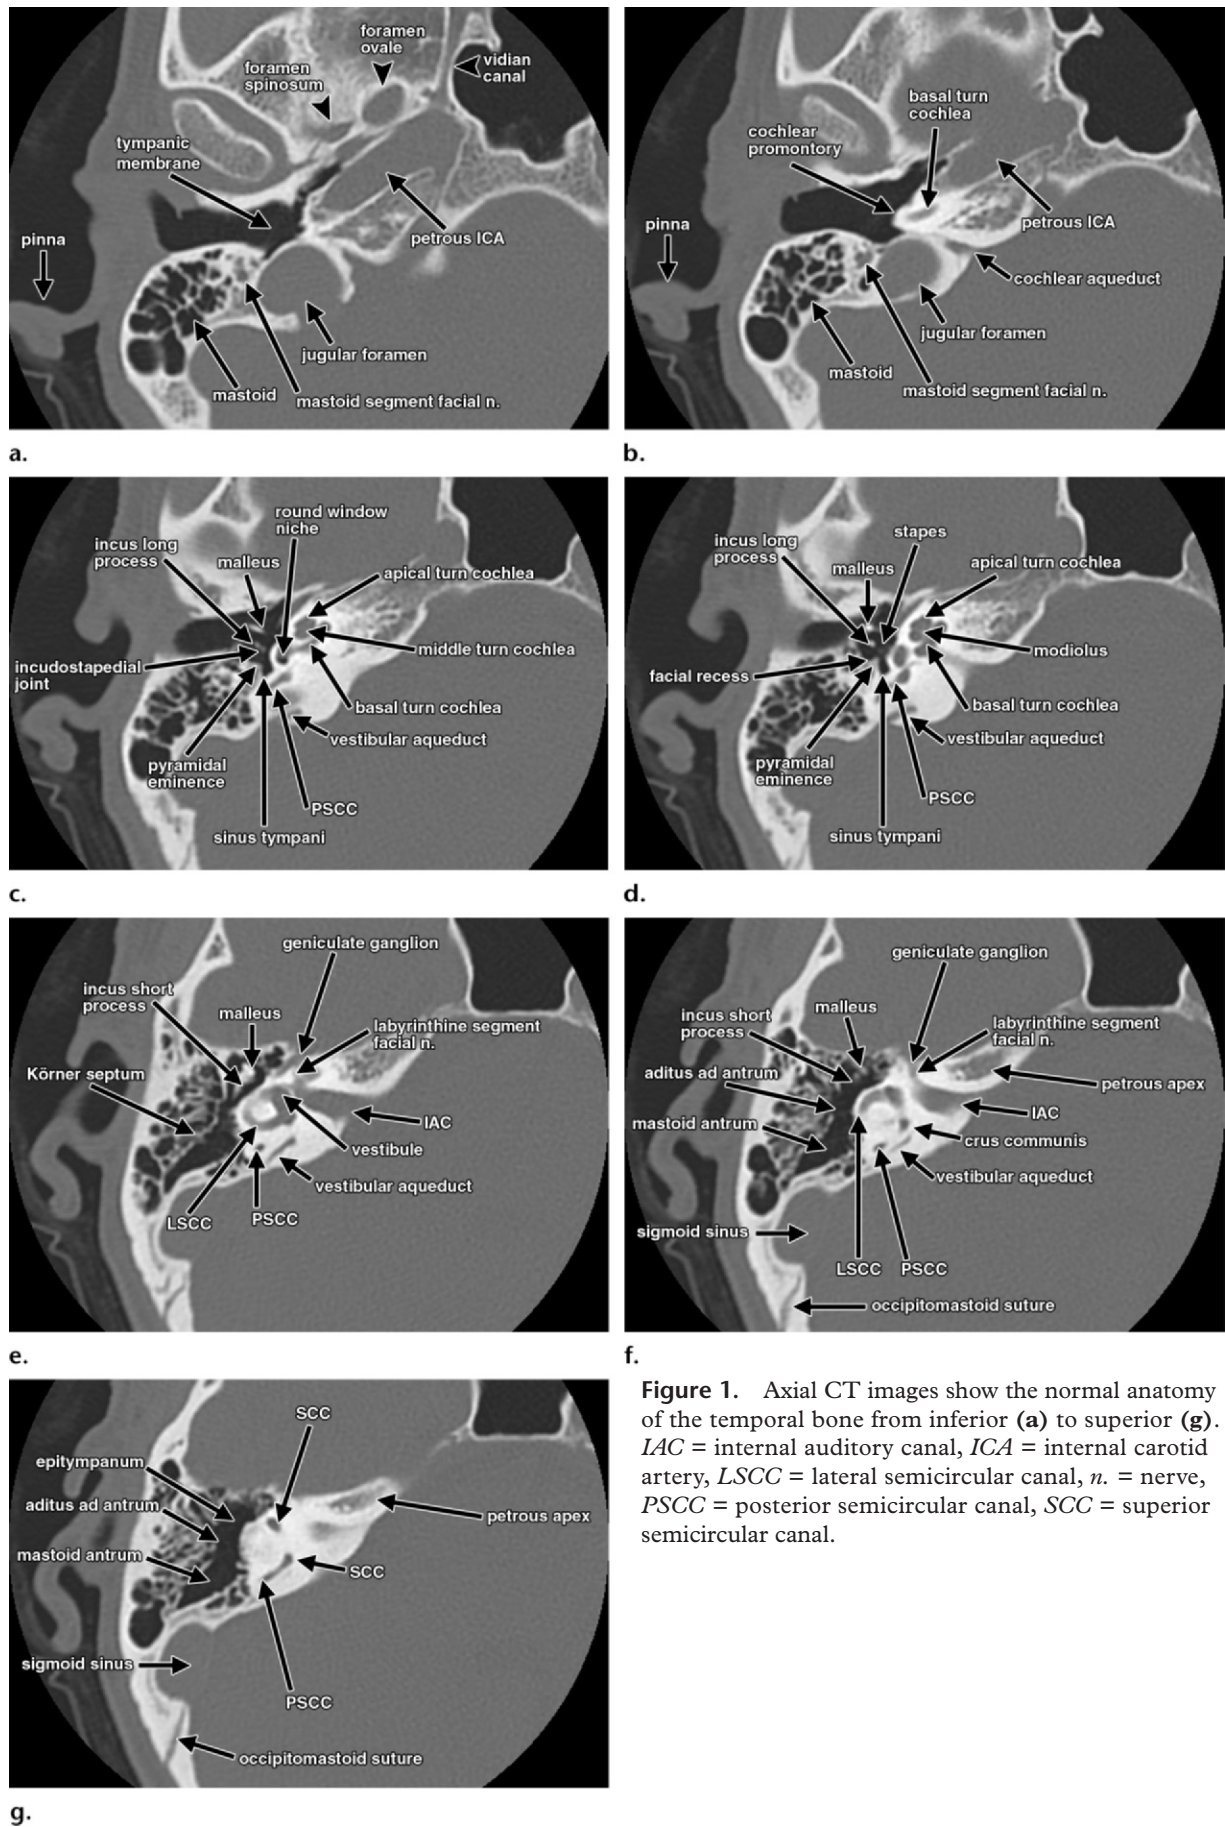 foramen
ovale
foramen
spinosum
vidian
canal
tympanic
membrane
pinna
petrous ICA
jugular foramen
mastoid
mastoid segment facial n.
a.
basal turn
cochlea
cochlear
promontory
pinna
petrous ICA
cochlear aqueduct
jugular foramen
mastoid
mastoid segment facial n.
b.
round window
niche
incus long
process
malleus
apical turn cochlea
middle turn cochlea
incudostapedial
joint
basal turn cochlea
vestibular aqueduct
pyramidal
eminence
PSCC
sinus tympani
c.
stapes
incus long
process
malleus
apical turn cochlea
modiolus
facial recess
basal turn cochlea
vestibular aqueduct
pyramidal
eminence
PSCC
sinus tympani
d.
geniculate ganglion
incus short
process
malleus
labyrinthine segment
facial n.
Körner septum
IAC
vestibule
vestibular aqueduct
LSCC
PSCC
e.
geniculate ganglion
incus short
process
malleus
labyrinthine segment
facial n.
aditus ad antrum
petrous apex
mastoid antrum
IAC
crus communis
vestibular aqueduct
sigmoid sinus
LSCC
PSCC
occipitomastoid suture
f.
SCC
epitympanum
aditus ad antrum
petrous apex
mastoid antrum
SCC
sigmoid sinus
PSCC
occipitomastoid suture
g.
Figure 1. Axial CT images show the normal anatomy
of the temporal bone from inferior (a) to superior (g).
IAC = internal auditory canal, ICA = internal carotid
artery, LSCC = lateral semicircular canal, n. = nerve,
PSCC = posterior semicircular canal, SCC = superior
semicircular canal.